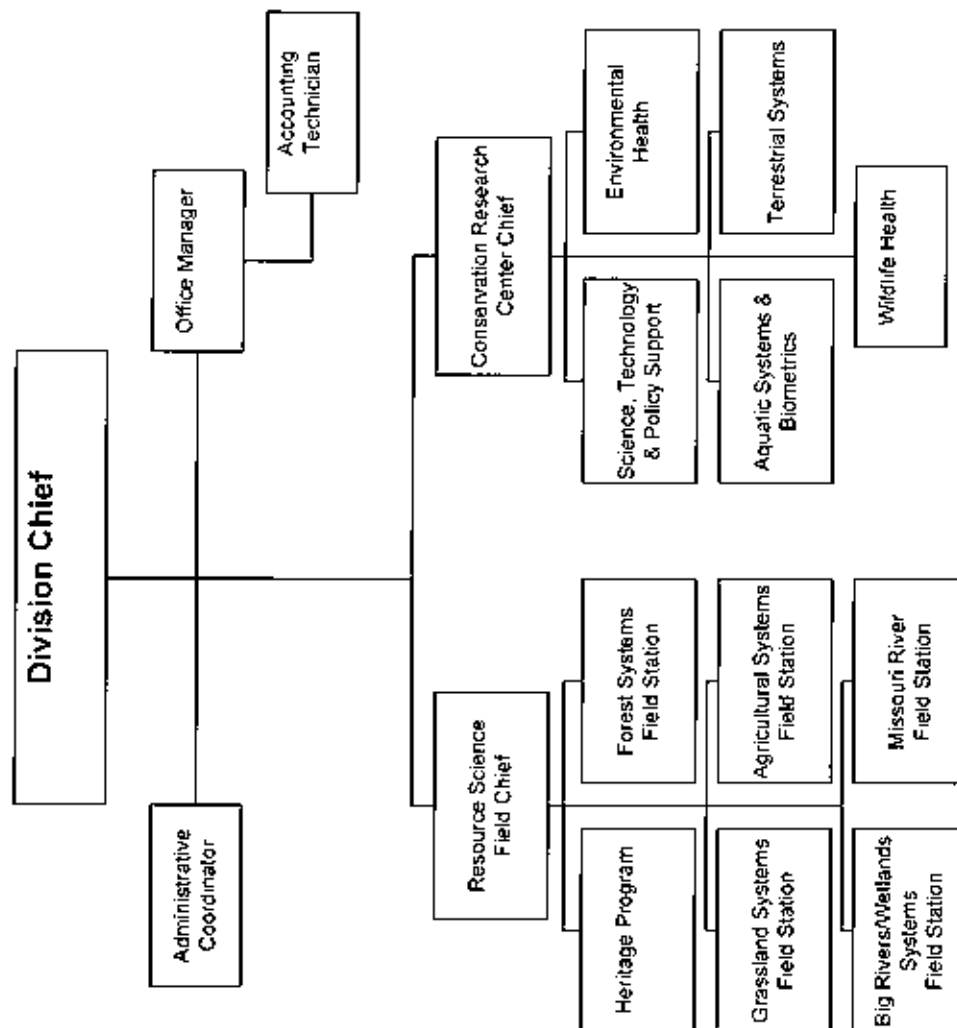 Division Chief
Administrative
Coordinator
Office Manager
Accounting
Technician
Resource Science
Field Chief
Conservation Research
Center Chief
Heritage Program
Forest Systems
Field Station
Grassland Systems
Field Station
Agricultural Systems
Field Station
Big Rivers/Wetlands
Systems
Field Station
Missouri River
Field Station
Science, Technology
& Policy Support
Environmental
Health
Aquatic Systems &
Biometrics
Terrestrial Systems
Wildlife Health